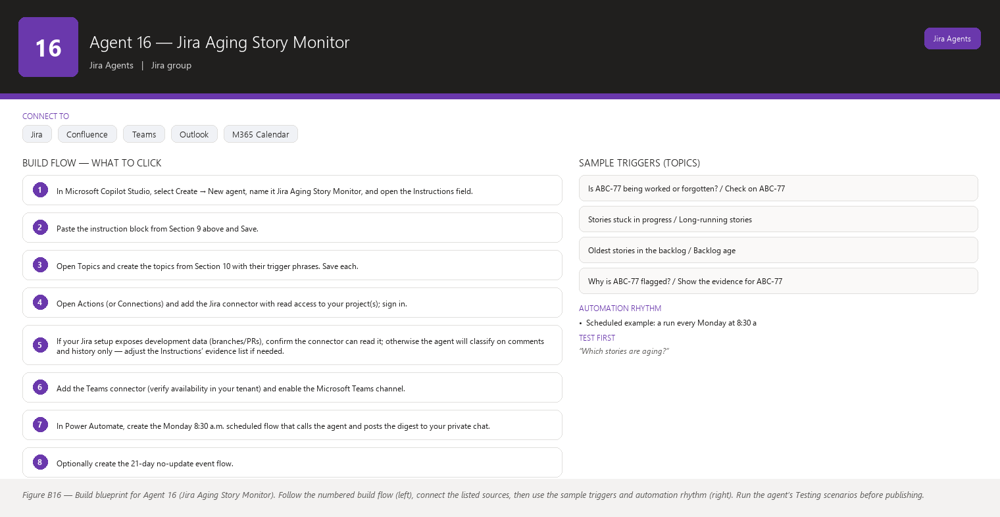 16
Agent 16 — Jira Aging Story Monitor
Jira Agents | Jira group
Jira Agents
CONNECT TO
Jira
Confluence
Teams
Outlook
M365 Calendar
BUILD FLOW — WHAT TO CLICK
1
In Microsoft Copilot Studio, select Create → New agent, name it Jira Aging Story Monitor, and open the Instructions field.
2
Paste the instruction block from Section 9 above and Save.
3
Open Topics and create the topics from Section 10 with their trigger phrases. Save each.
4
Open Actions (or Connections) and add the Jira connector with read access to your project(s); sign in.
5
If your Jira setup exposes development data (branches/PRs), confirm the connector can read it; otherwise the agent will classify on comments
and history only — adjust the Instructions’ evidence list if needed.
6
Add the Teams connector (verify availability in your tenant) and enable the Microsoft Teams channel.
7
In Power Automate, create the Monday 8:30 a.m. scheduled flow that calls the agent and posts the digest to your private chat.
8
Optionally create the 21-day no-update event flow.
SAMPLE TRIGGERS (TOPICS)
Is ABC-77 being worked or forgotten? / Check on ABC-77
Stories stuck in progress / Long-running stories
Oldest stories in the backlog / Backlog age
Why is ABC-77 flagged? / Show the evidence for ABC-77
AUTOMATION RHYTHM
• Scheduled example: a run every Monday at 8:30 a
TEST FIRST
“Which stories are aging?”
Figure B16 — Build blueprint for Agent 16 (Jira Aging Story Monitor). Follow the numbered build flow (left), connect the listed sources, then use the sample triggers and automation rhythm (right). Run the agent's Testing scenarios before publishing.